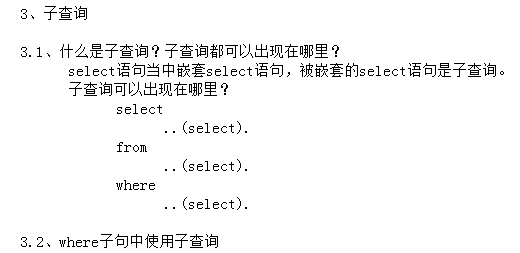 3、子查询
3.1、什么是子查询？子查询都可以出现在哪里？
select语句当中嵌套select语句，被嵌套的select语句是子查询。
子查询可以出现在哪里？
select
..(select).
from
..(select).
where
..(select).
3.2、where子句中使用子查询